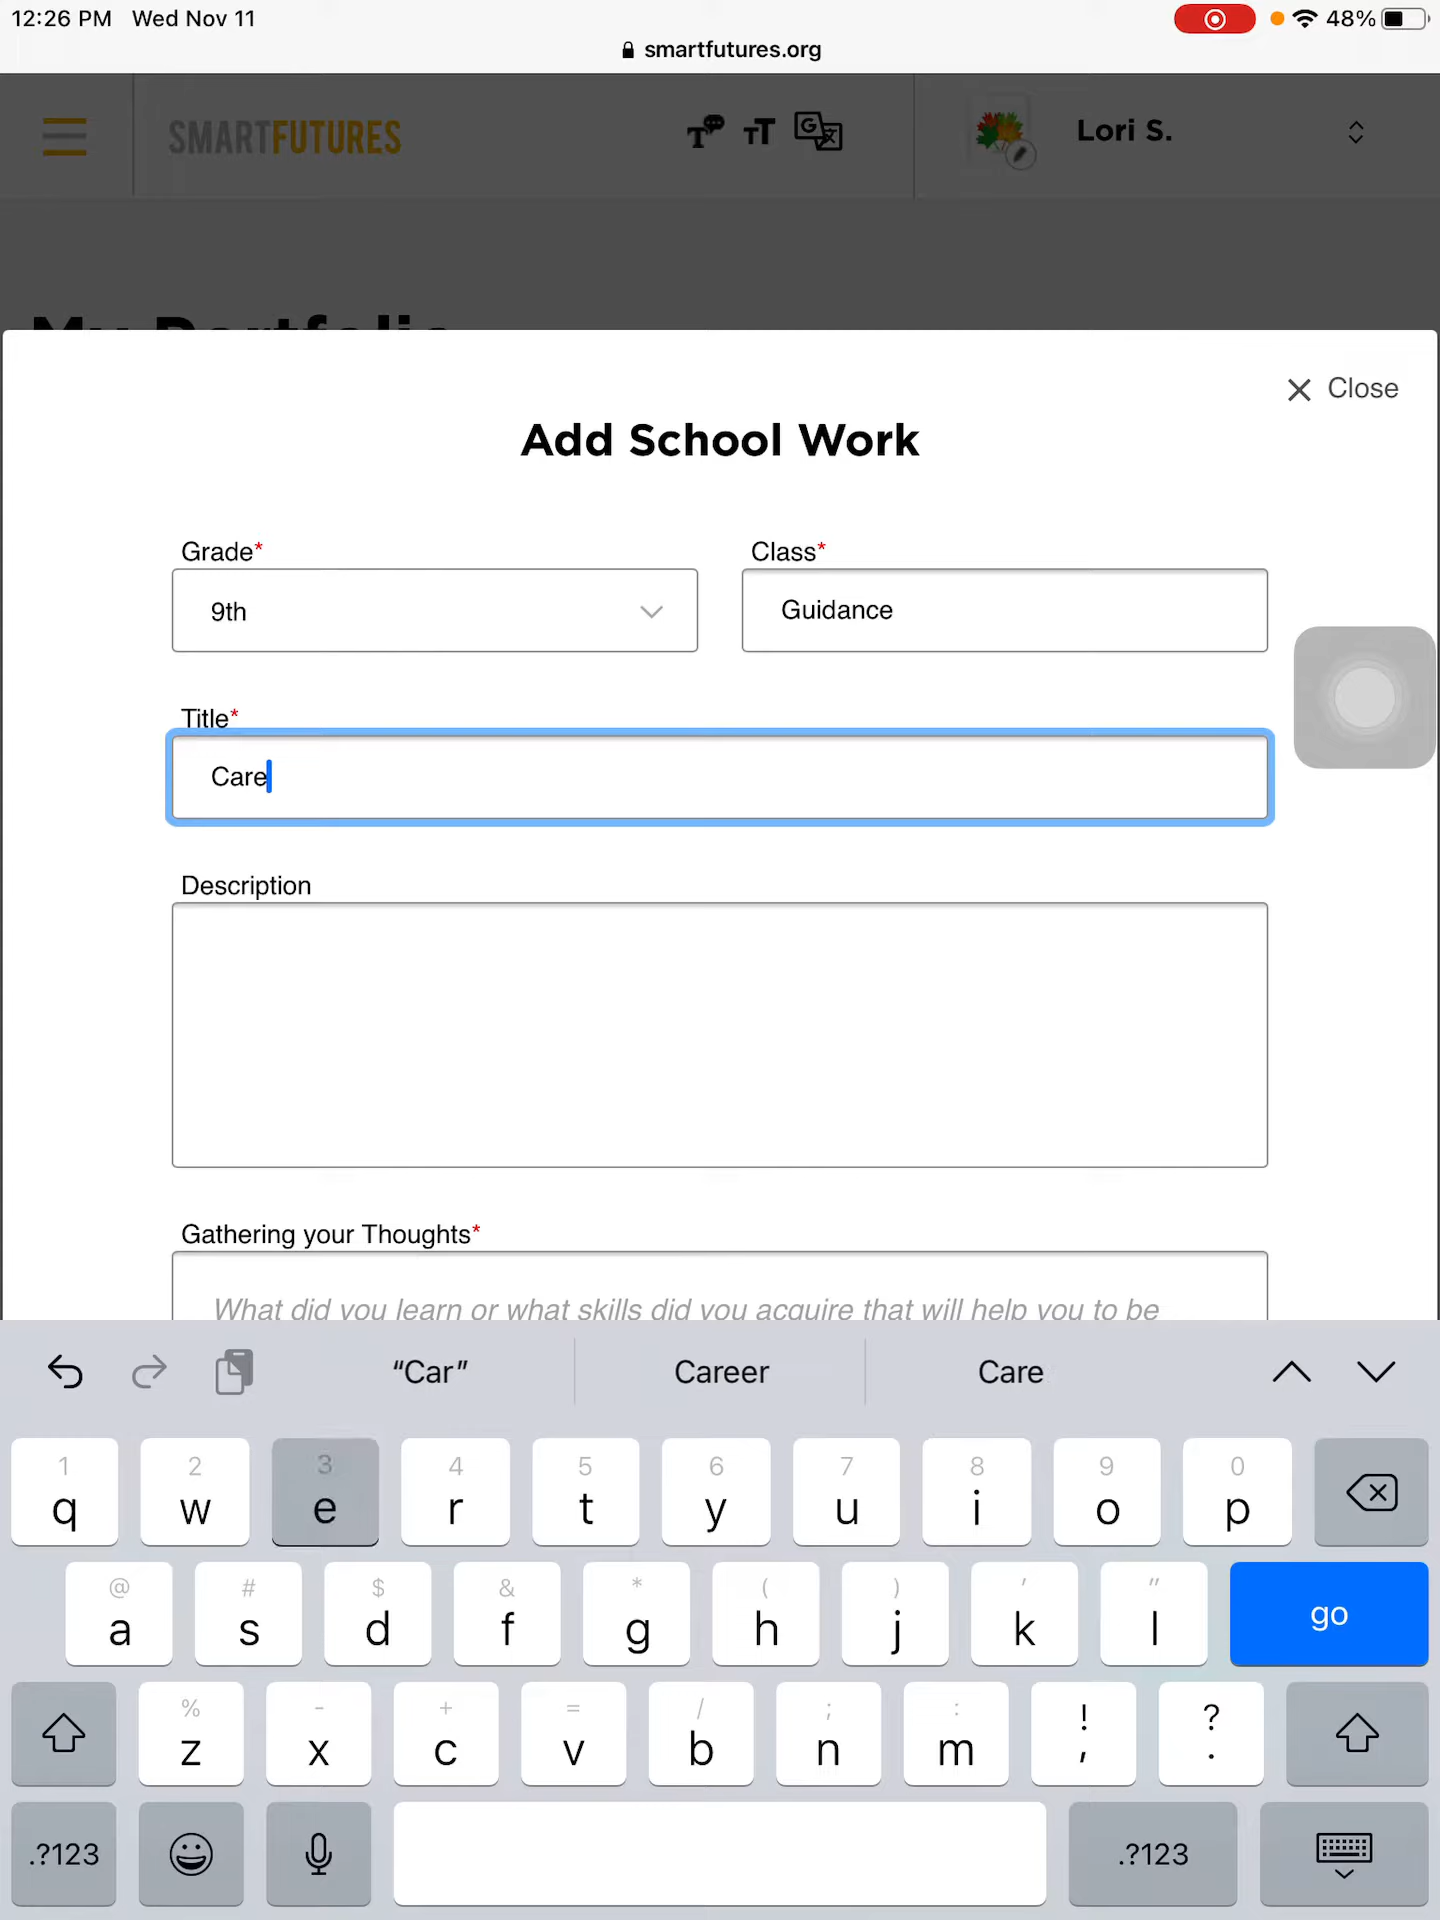 12:26 PM Wed Nov 11
48%
smartfutures.org
SMARTFUTURES
Lori S.
My Portfolio
Close
Add School Work
Grade*
Class*
9th
Guidance
Title*
Care
Description
Gathering your Thoughts*
What did you learn or what skills did you acquire that will help you to be
“Car” Career Care
1 2 3 4 5 6 7 8 9 0
q w e r t y u i o p
@ # $ & * ( ) ' "
a s d f g h j k l go
% - + = / ; : ! ?
z x c v b n m , .
.?123 .?123